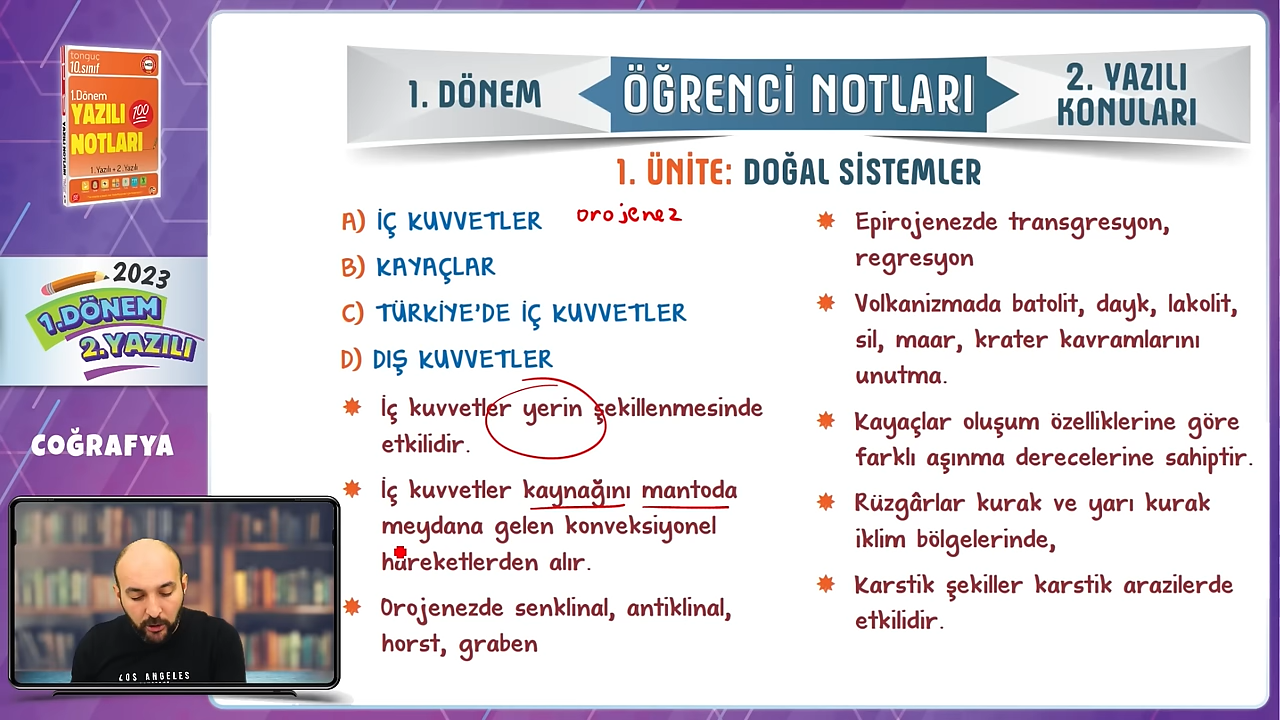 tonguç
10.sınıf
1.Dönem
YAZILI
100
NOTLARI
1.Yazılı + 2.Yazılı
YAZILI NOTLARI
2023
1.DÖNEM
2.YAZILI
COĞRAFYA
LOS ANGELES
1. DÖNEM
ÖĞRENCİ NOTLARI
2. YAZILI
KONULARI
1. ÜNİTE: DOĞAL SİSTEMLER
A) İÇ KUVVETLER orojenez
B) KAYAÇLAR
C) TÜRKİYE'DE İÇ KUVVETLER
D) DIŞ KUVVETLER
İç kuvvetler yerin şekillenmesinde
etkilidir.
İç kuvvetler kaynağını mantoda
meydana gelen konveksiyonel
hareketlerden alır.
Orojenezde senklinal, antiklinal,
horst, graben
Epirojenezde transgresyon,
regresyon
Volkanizmada batolit, dayk, lakolit,
sil, maar, krater kavramlarını
unutma.
Kayaçlar oluşum özelliklerine göre
farklı aşınma derecelerine sahiptir.
Rüzgârlar kurak ve yarı kurak
iklim bölgelerinde,
Karstik şekiller karstik arazilerde
etkilidir.